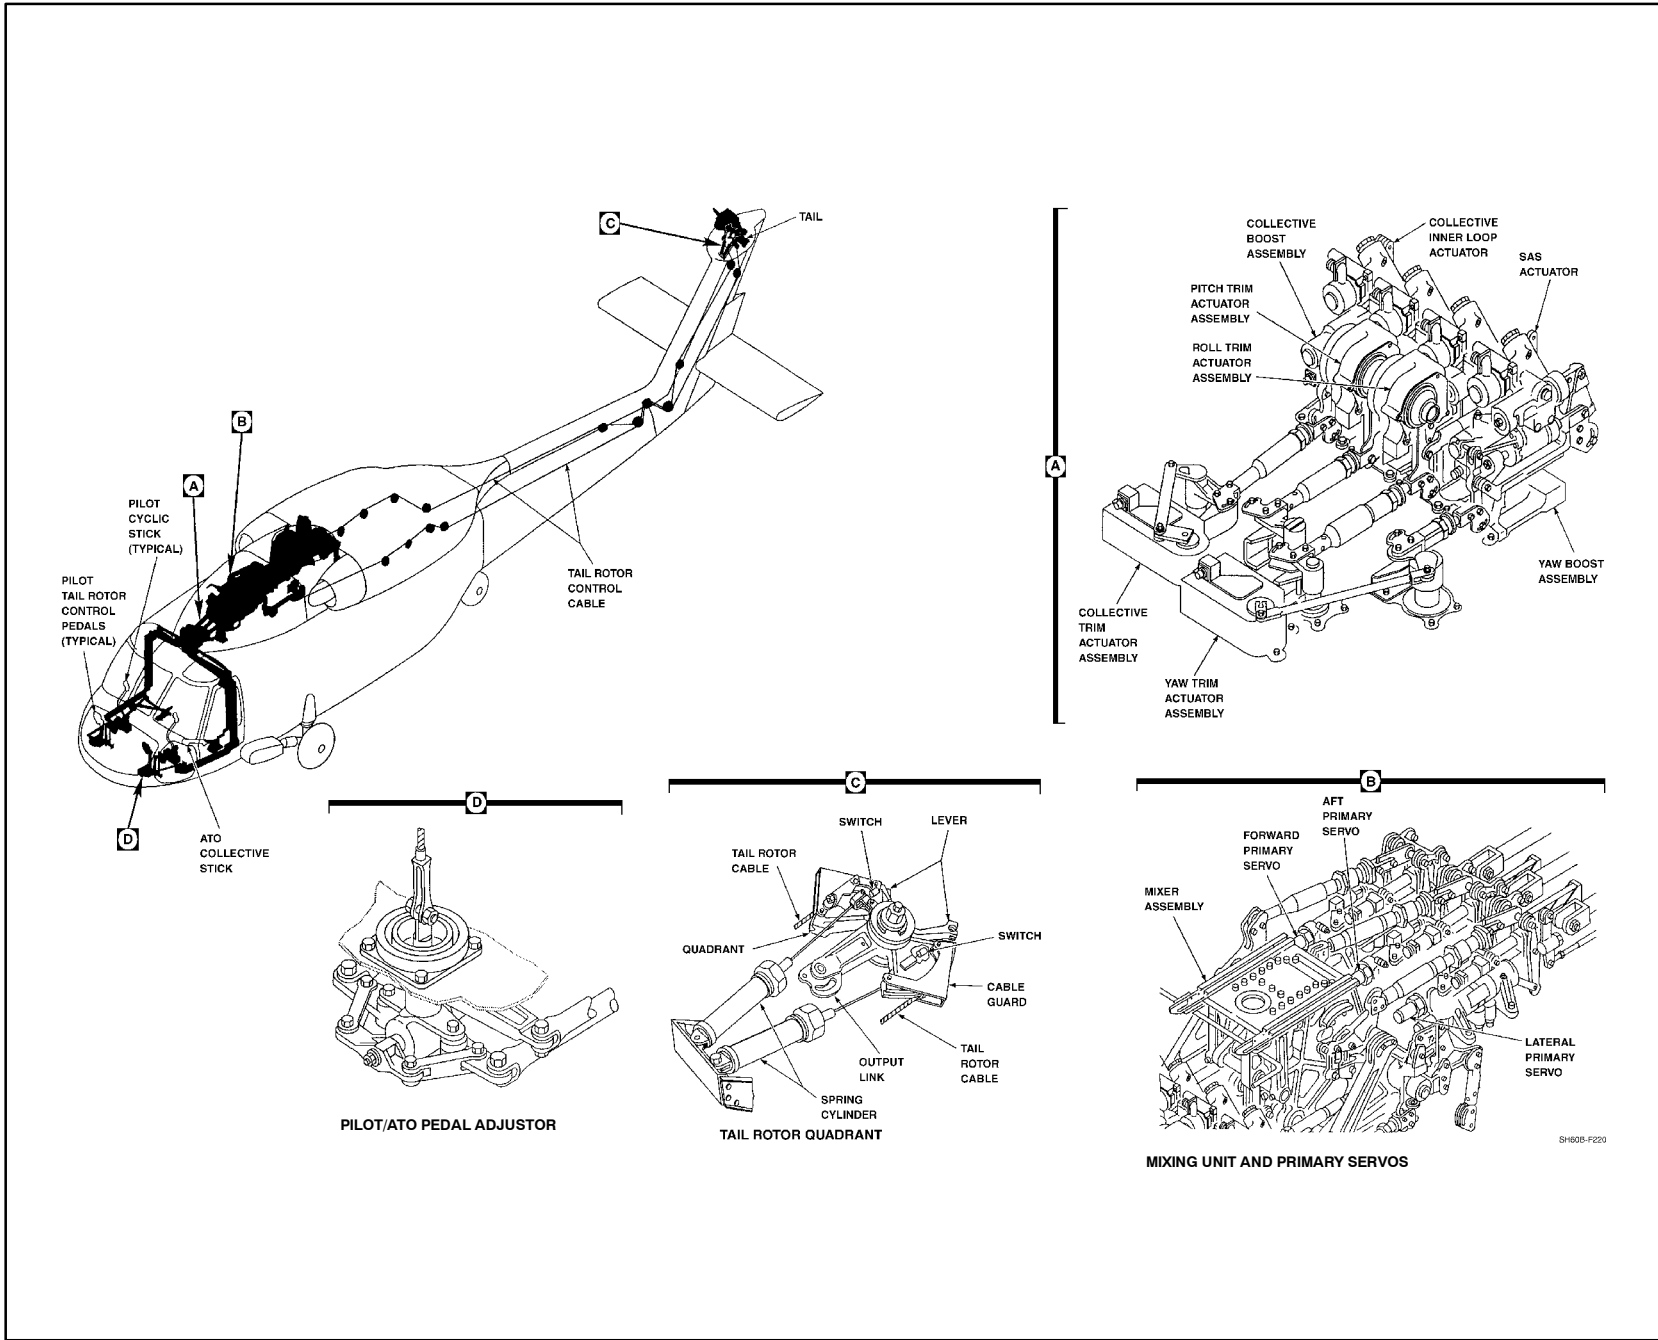 C
TAIL
B
A
PILOT
CYCLIC
STICK
(TYPICAL)
PILOT
TAIL ROTOR
CONTROL
PEDALS
(TYPICAL)
TAIL ROTOR
CONTROL
CABLE
D
ATO
COLLECTIVE
STICK
A
COLLECTIVE
BOOST
ASSEMBLY
COLLECTIVE
INNER LOOP
ACTUATOR
SAS
ACTUATOR
PITCH TRIM
ACTUATOR
ASSEMBLY
ROLL TRIM
ACTUATOR
ASSEMBLY
YAW BOOST
ASSEMBLY
COLLECTIVE
TRIM
ACTUATOR
ASSEMBLY
YAW TRIM
ACTUATOR
ASSEMBLY
D
PILOT/ATO PEDAL ADJUSTOR
C
SWITCH
LEVER
TAIL ROTOR
CABLE
QUADRANT
SWITCH
CABLE
GUARD
OUTPUT
LINK
TAIL
ROTOR
CABLE
SPRING
CYLINDER
TAIL ROTOR QUADRANT
B
AFT
PRIMARY
SERVO
FORWARD
PRIMARY
SERVO
MIXER
ASSEMBLY
LATERAL
PRIMARY
SERVO
SH60B-F220
MIXING UNIT AND PRIMARY SERVOS